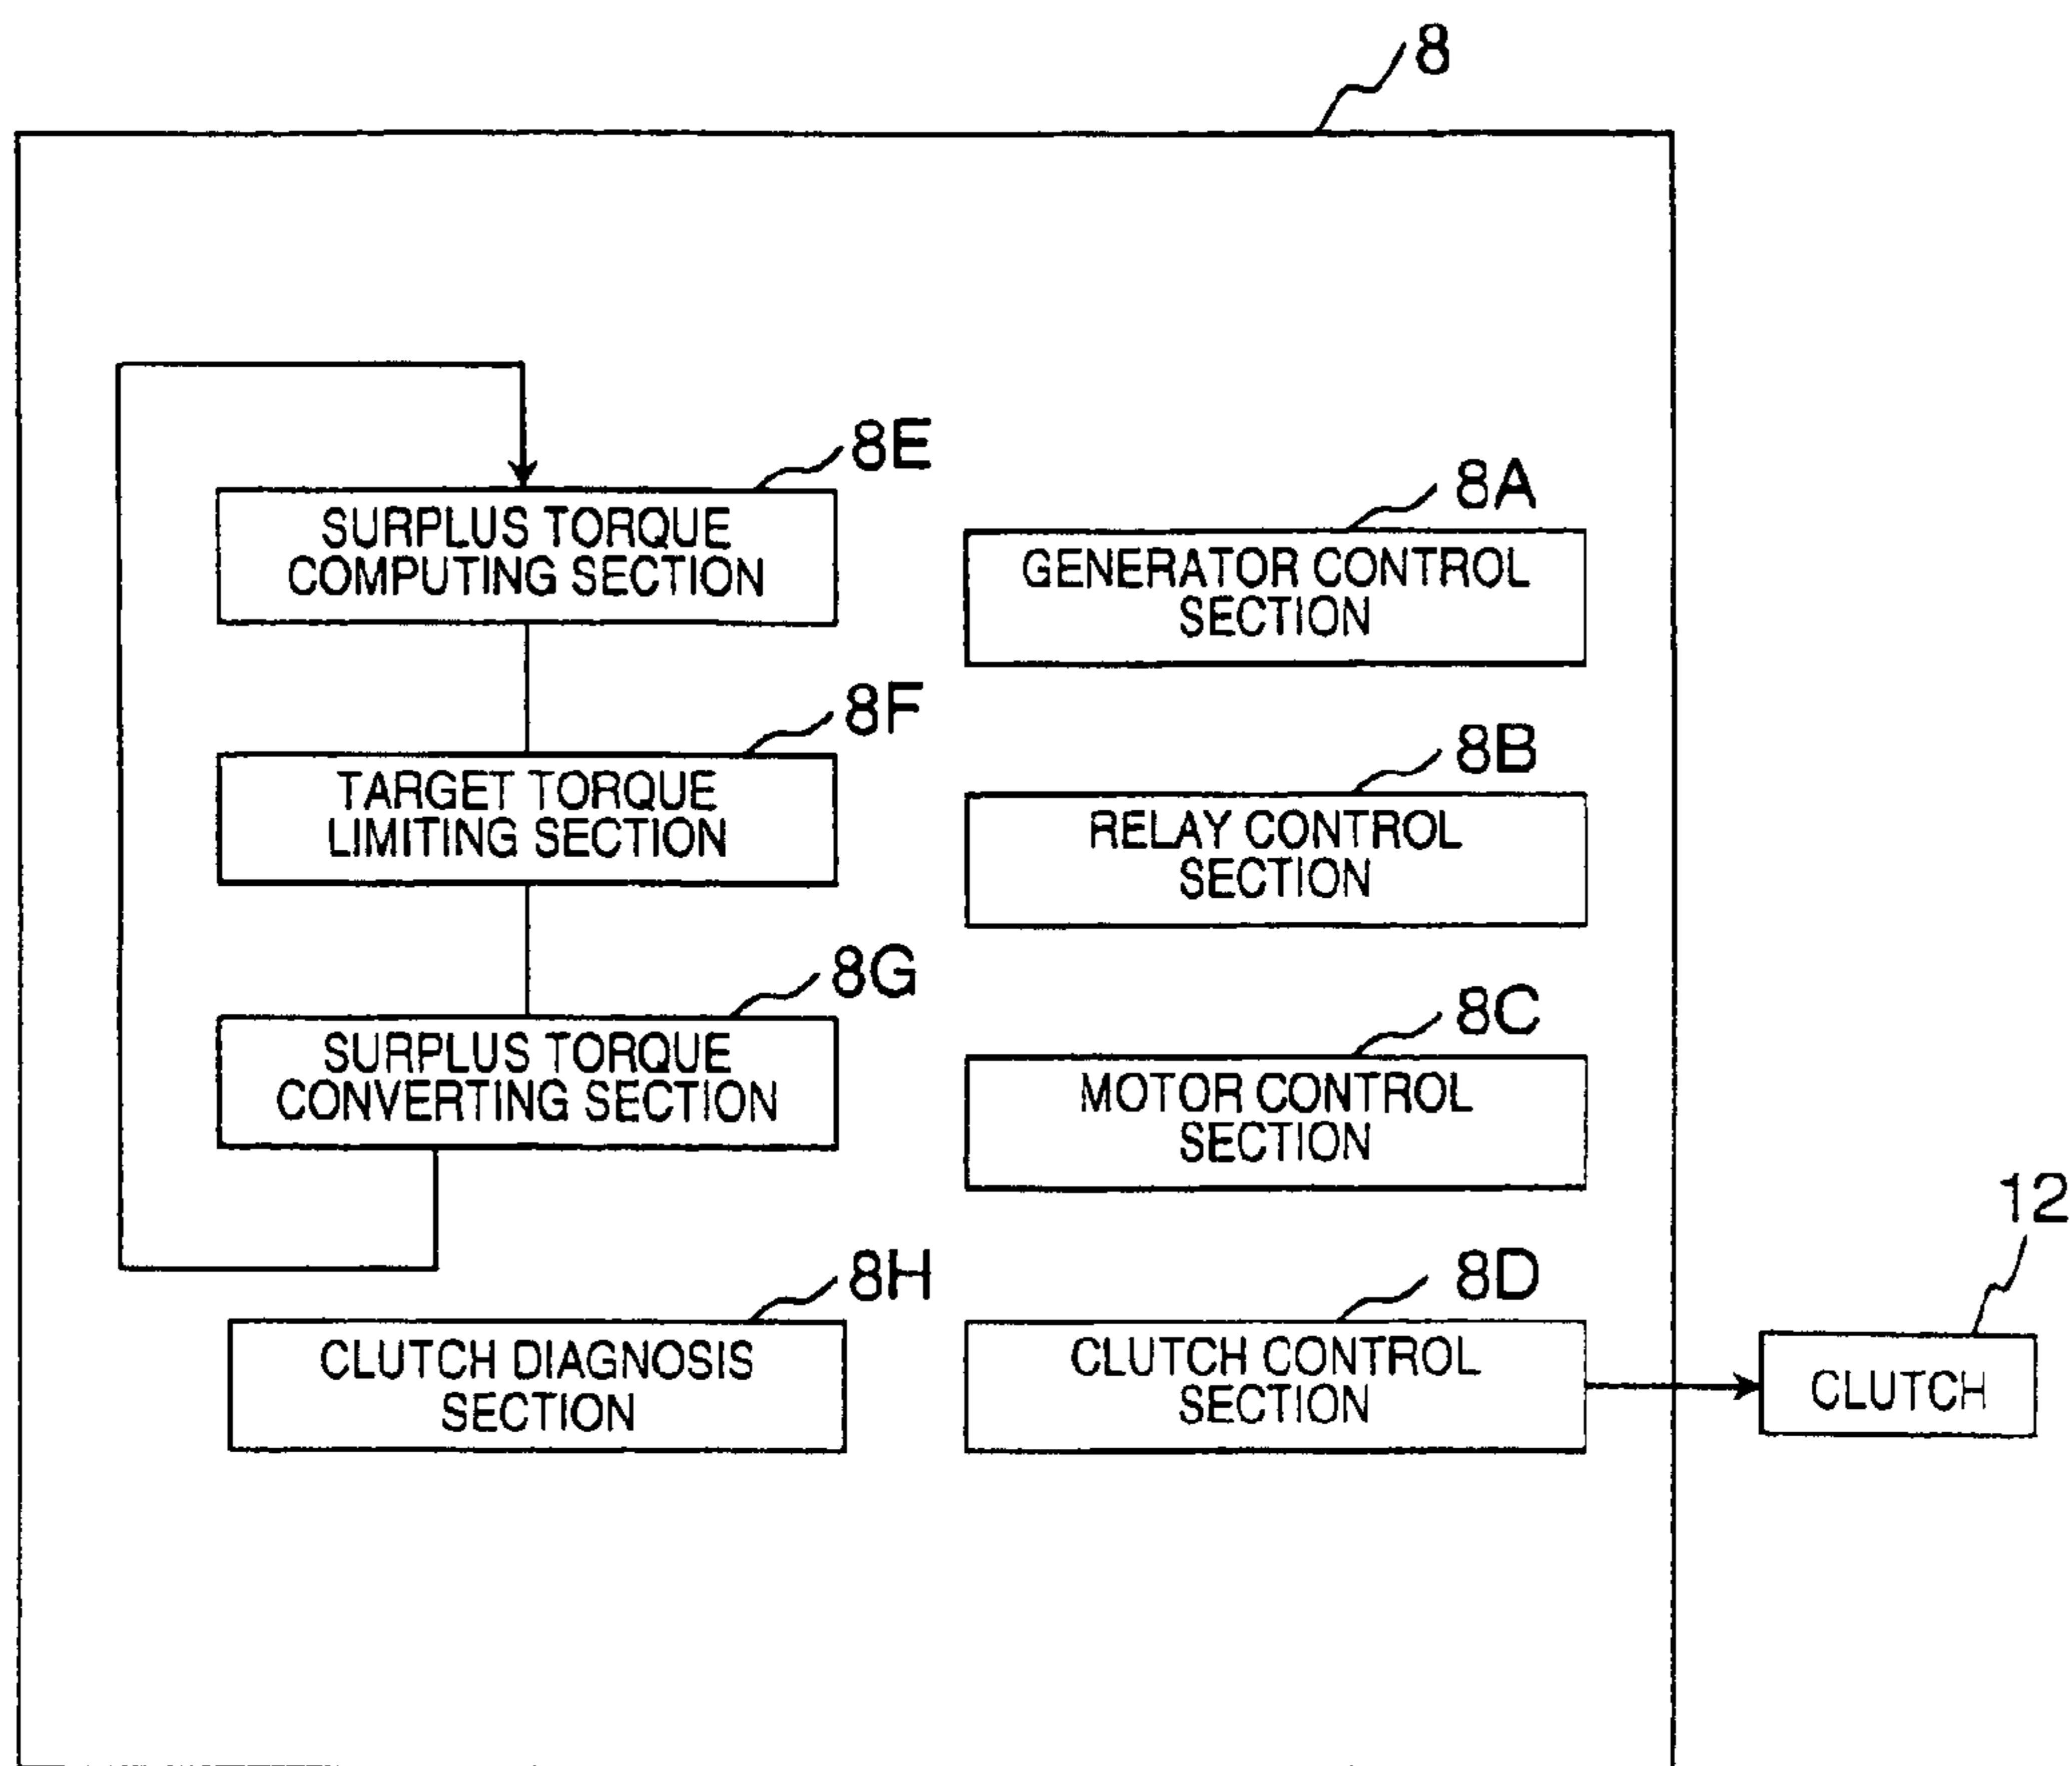 8
8E
SURPLUS TORQUE
COMPUTING SECTION
8A
GENERATOR CONTROL
SECTION
8F
TARGET TORQUE
LIMITING SECTION
8B
RELAY CONTROL
SECTION
8G
SURPLUS TORQUE
CONVERTING SECTION
8C
MOTOR CONTROL
SECTION
8H
CLUTCH DIAGNOSIS
SECTION
8D
CLUTCH CONTROL
SECTION
12
CLUTCH